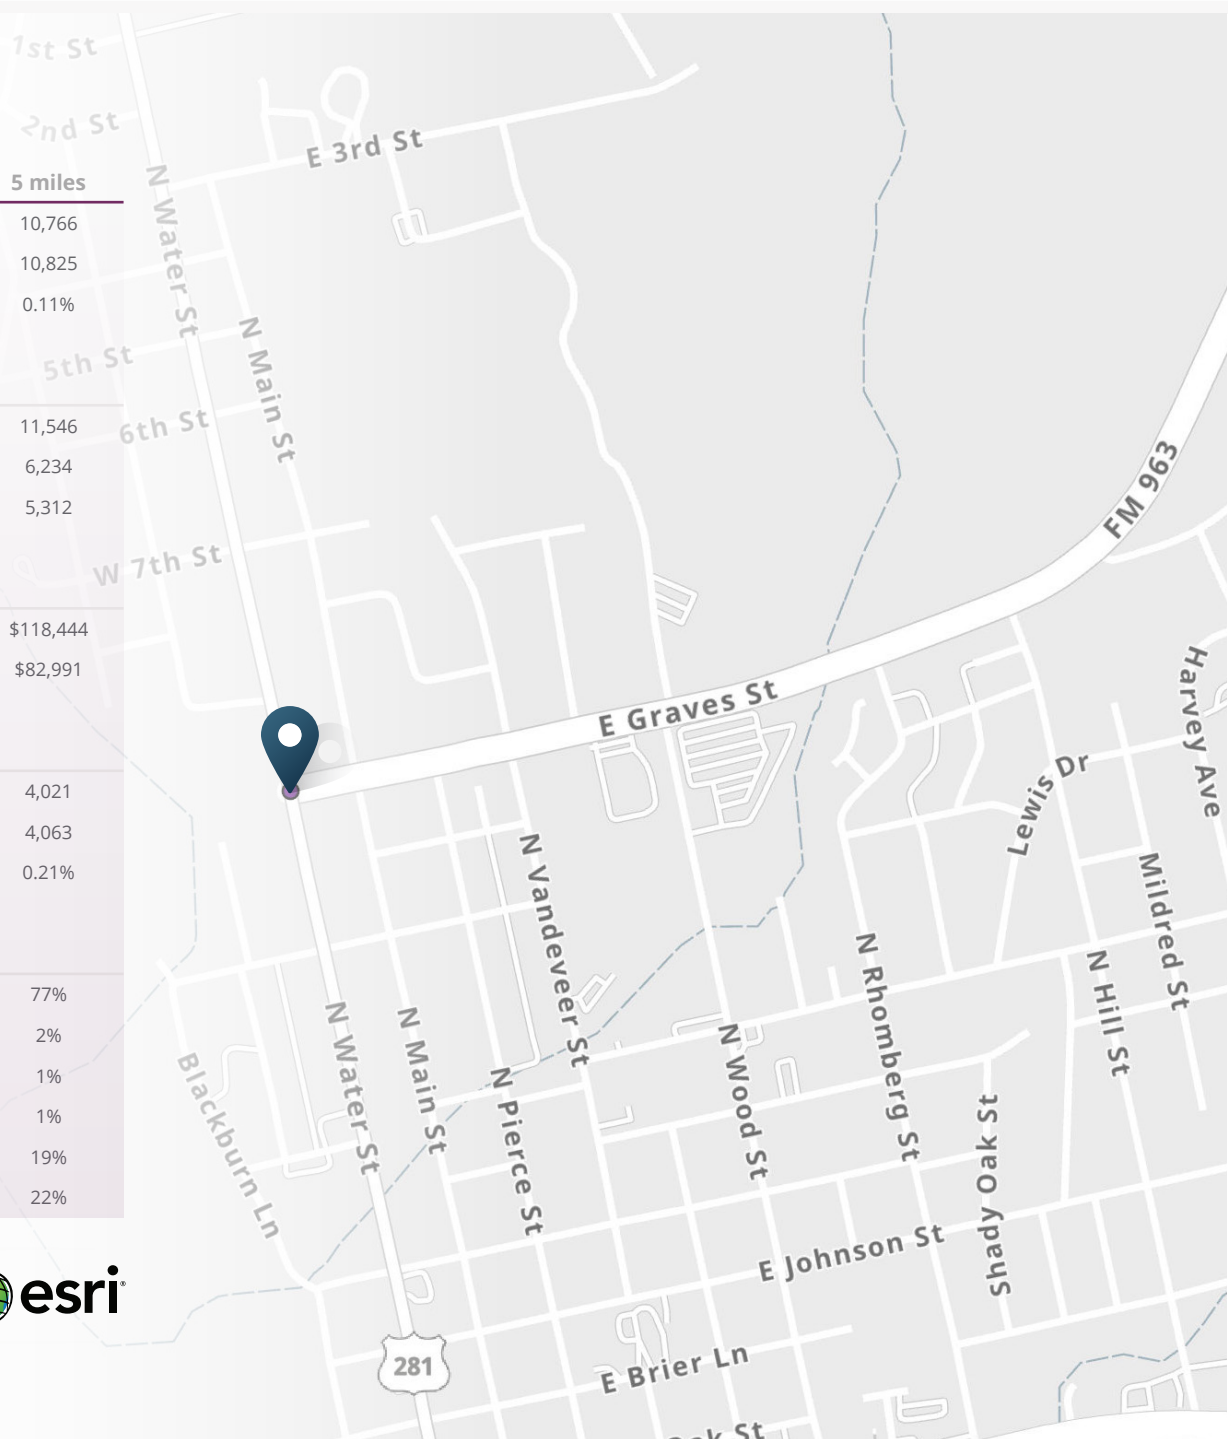 1st St
2nd St
E 3rd St
5 miles
N Water St
10,766
10,825
0.11%
N Main St
5th St
6th St
11,546
6,234
5,312
FM 963
W 7th St
$118,444
$82,991
E Graves St
Harvey Ave
Lewis Dr
4,021
4,063
0.21%
N Vandeveer St
Mildred St
N Rhomberg St
N Hill St
77%
2%
1%
1%
19%
22%
N Water St
N Main St
N Wood St
Blackburn Ln
N Pierce St
Shady Oak St
E Johnson St
esri®
281
E Brier Ln
St